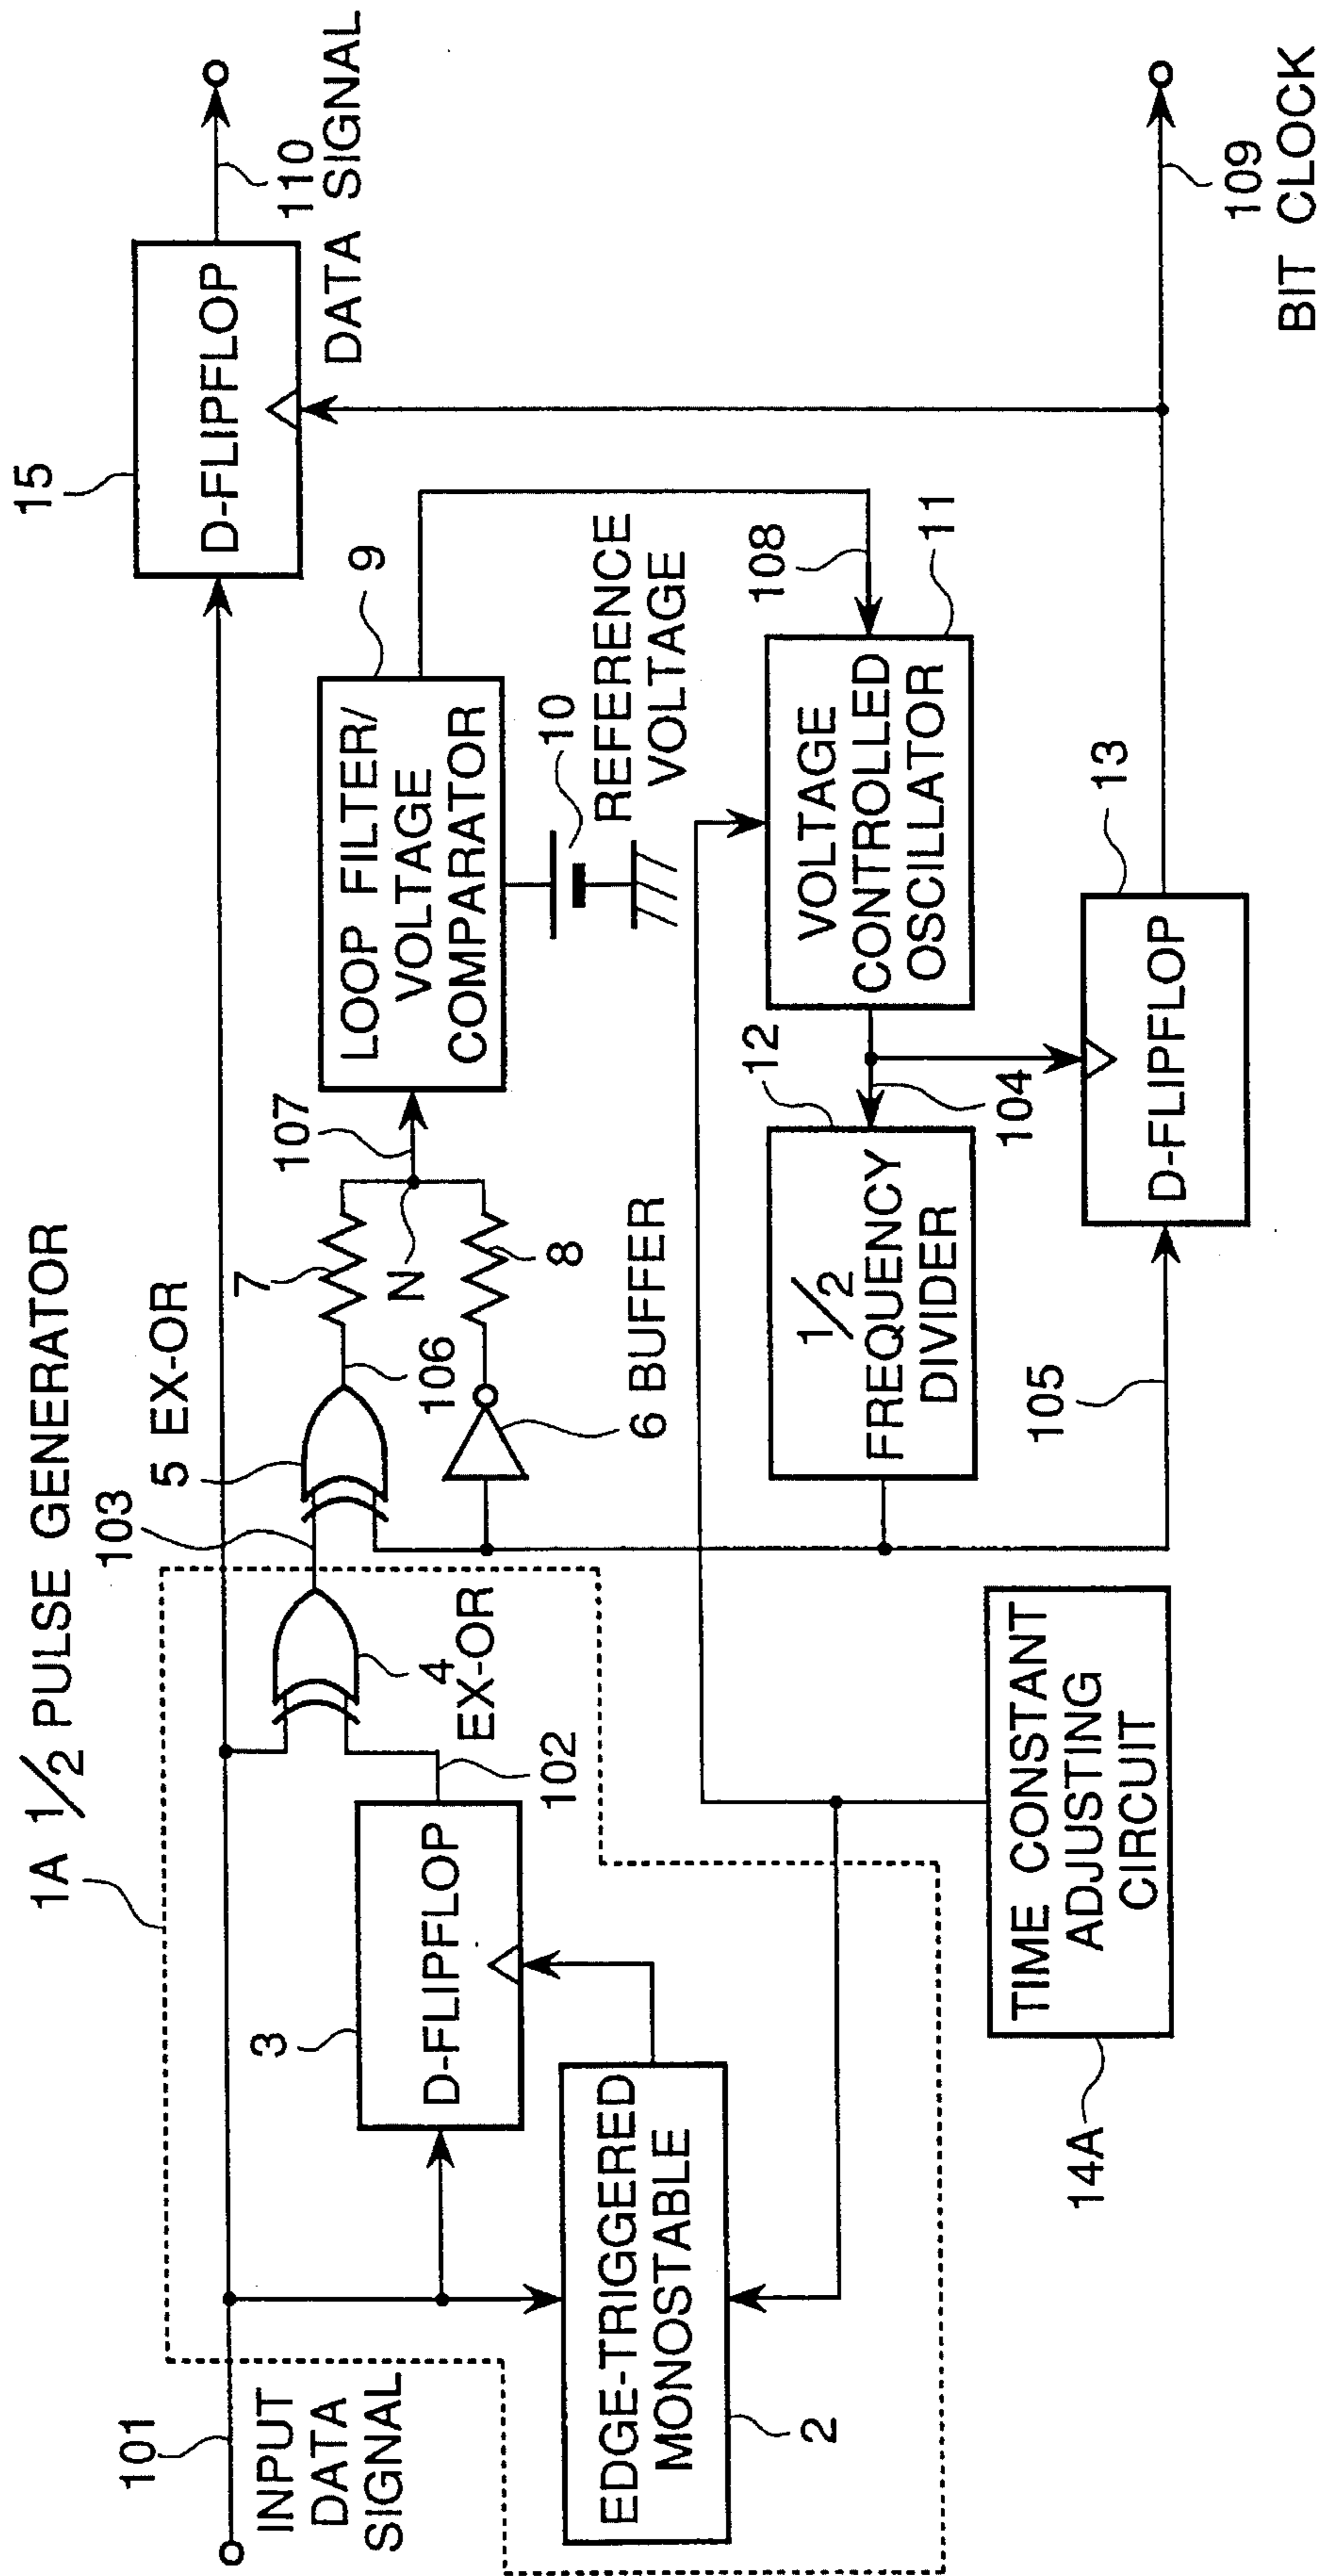 1A 1/2 PULSE GENERATOR
101
INPUT
DATA
SIGNAL
3
D-FLIPFLOP
102
4
EX-OR
EDGE-TRIGGERED
MONOSTABLE
2
TIME CONSTANT
ADJUSTING
CIRCUIT
14A
103
5 EX-OR
106
7
N
8
6 BUFFER
107
LOOP FILTER/
VOLTAGE
COMPARATOR
9
10
REFERENCE
VOLTAGE
15
D-FLIPFLOP
110
DATA SIGNAL
108
VOLTAGE
CONTROLLED
OSCILLATOR
11
12
1/2
FREQUENCY
DIVIDER
104
105
D-FLIPFLOP
13
109
BIT CLOCK